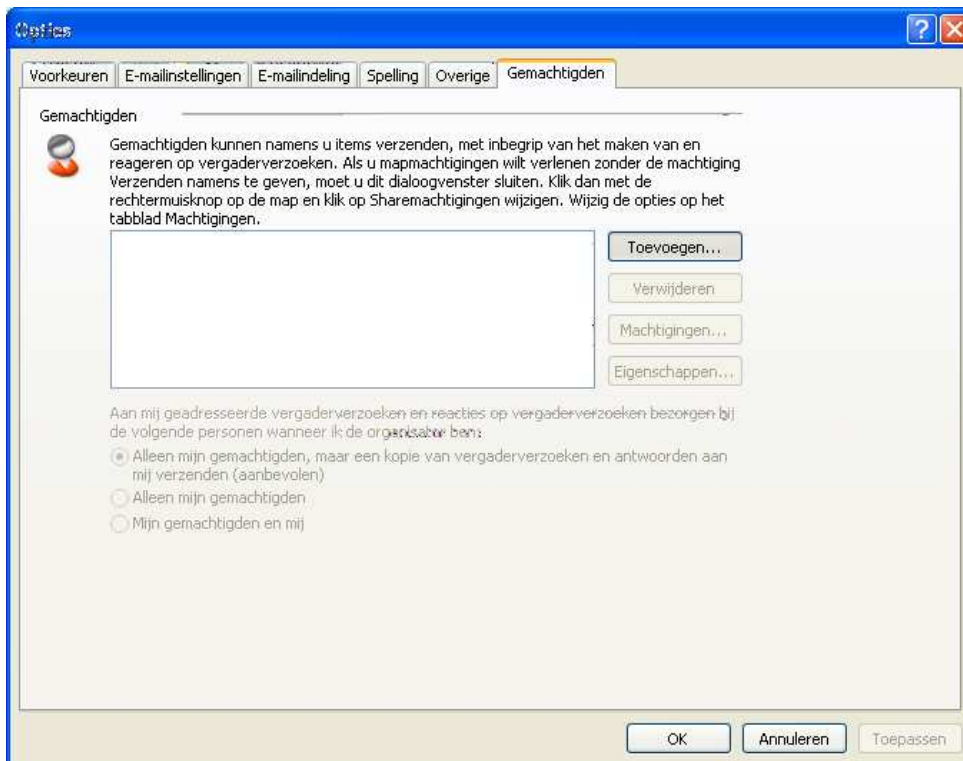 Opties
Voorkeuren E-mailinstellingen E-mailindeling Spelling Overige Gemachtigden
Gemachtigden
Gemachtigden kunnen namens u items verzenden, met inbegrip van het maken van en
reageren op vergaderverzoeken. Als u mapmachtigingen wilt verlenen zonder de machtiging
Verzenden namens te geven, moet u dit dialoogvenster sluiten. Klik dan met de
rechtermuisknop op de map en klik op Sharemachtigingen wijzigen. Wijzig de opties op het
tabblad Machtigingen.
Toevoegen...
Verwijderen
Machtigingen...
Eigenschappen...
Aan mij geadresseerde vergaderverzoeken en reacties op vergaderverzoeken bezorgen bij
de volgende personen wanneer ik de organisator ben:
Alleen mijn gemachtigden, maar een kopie van vergaderverzoeken en antwoorden aan
mij verzenden (aanbevolen)
Alleen mijn gemachtigden
Mijn gemachtigden en mij
OK Annuleren Toepassen